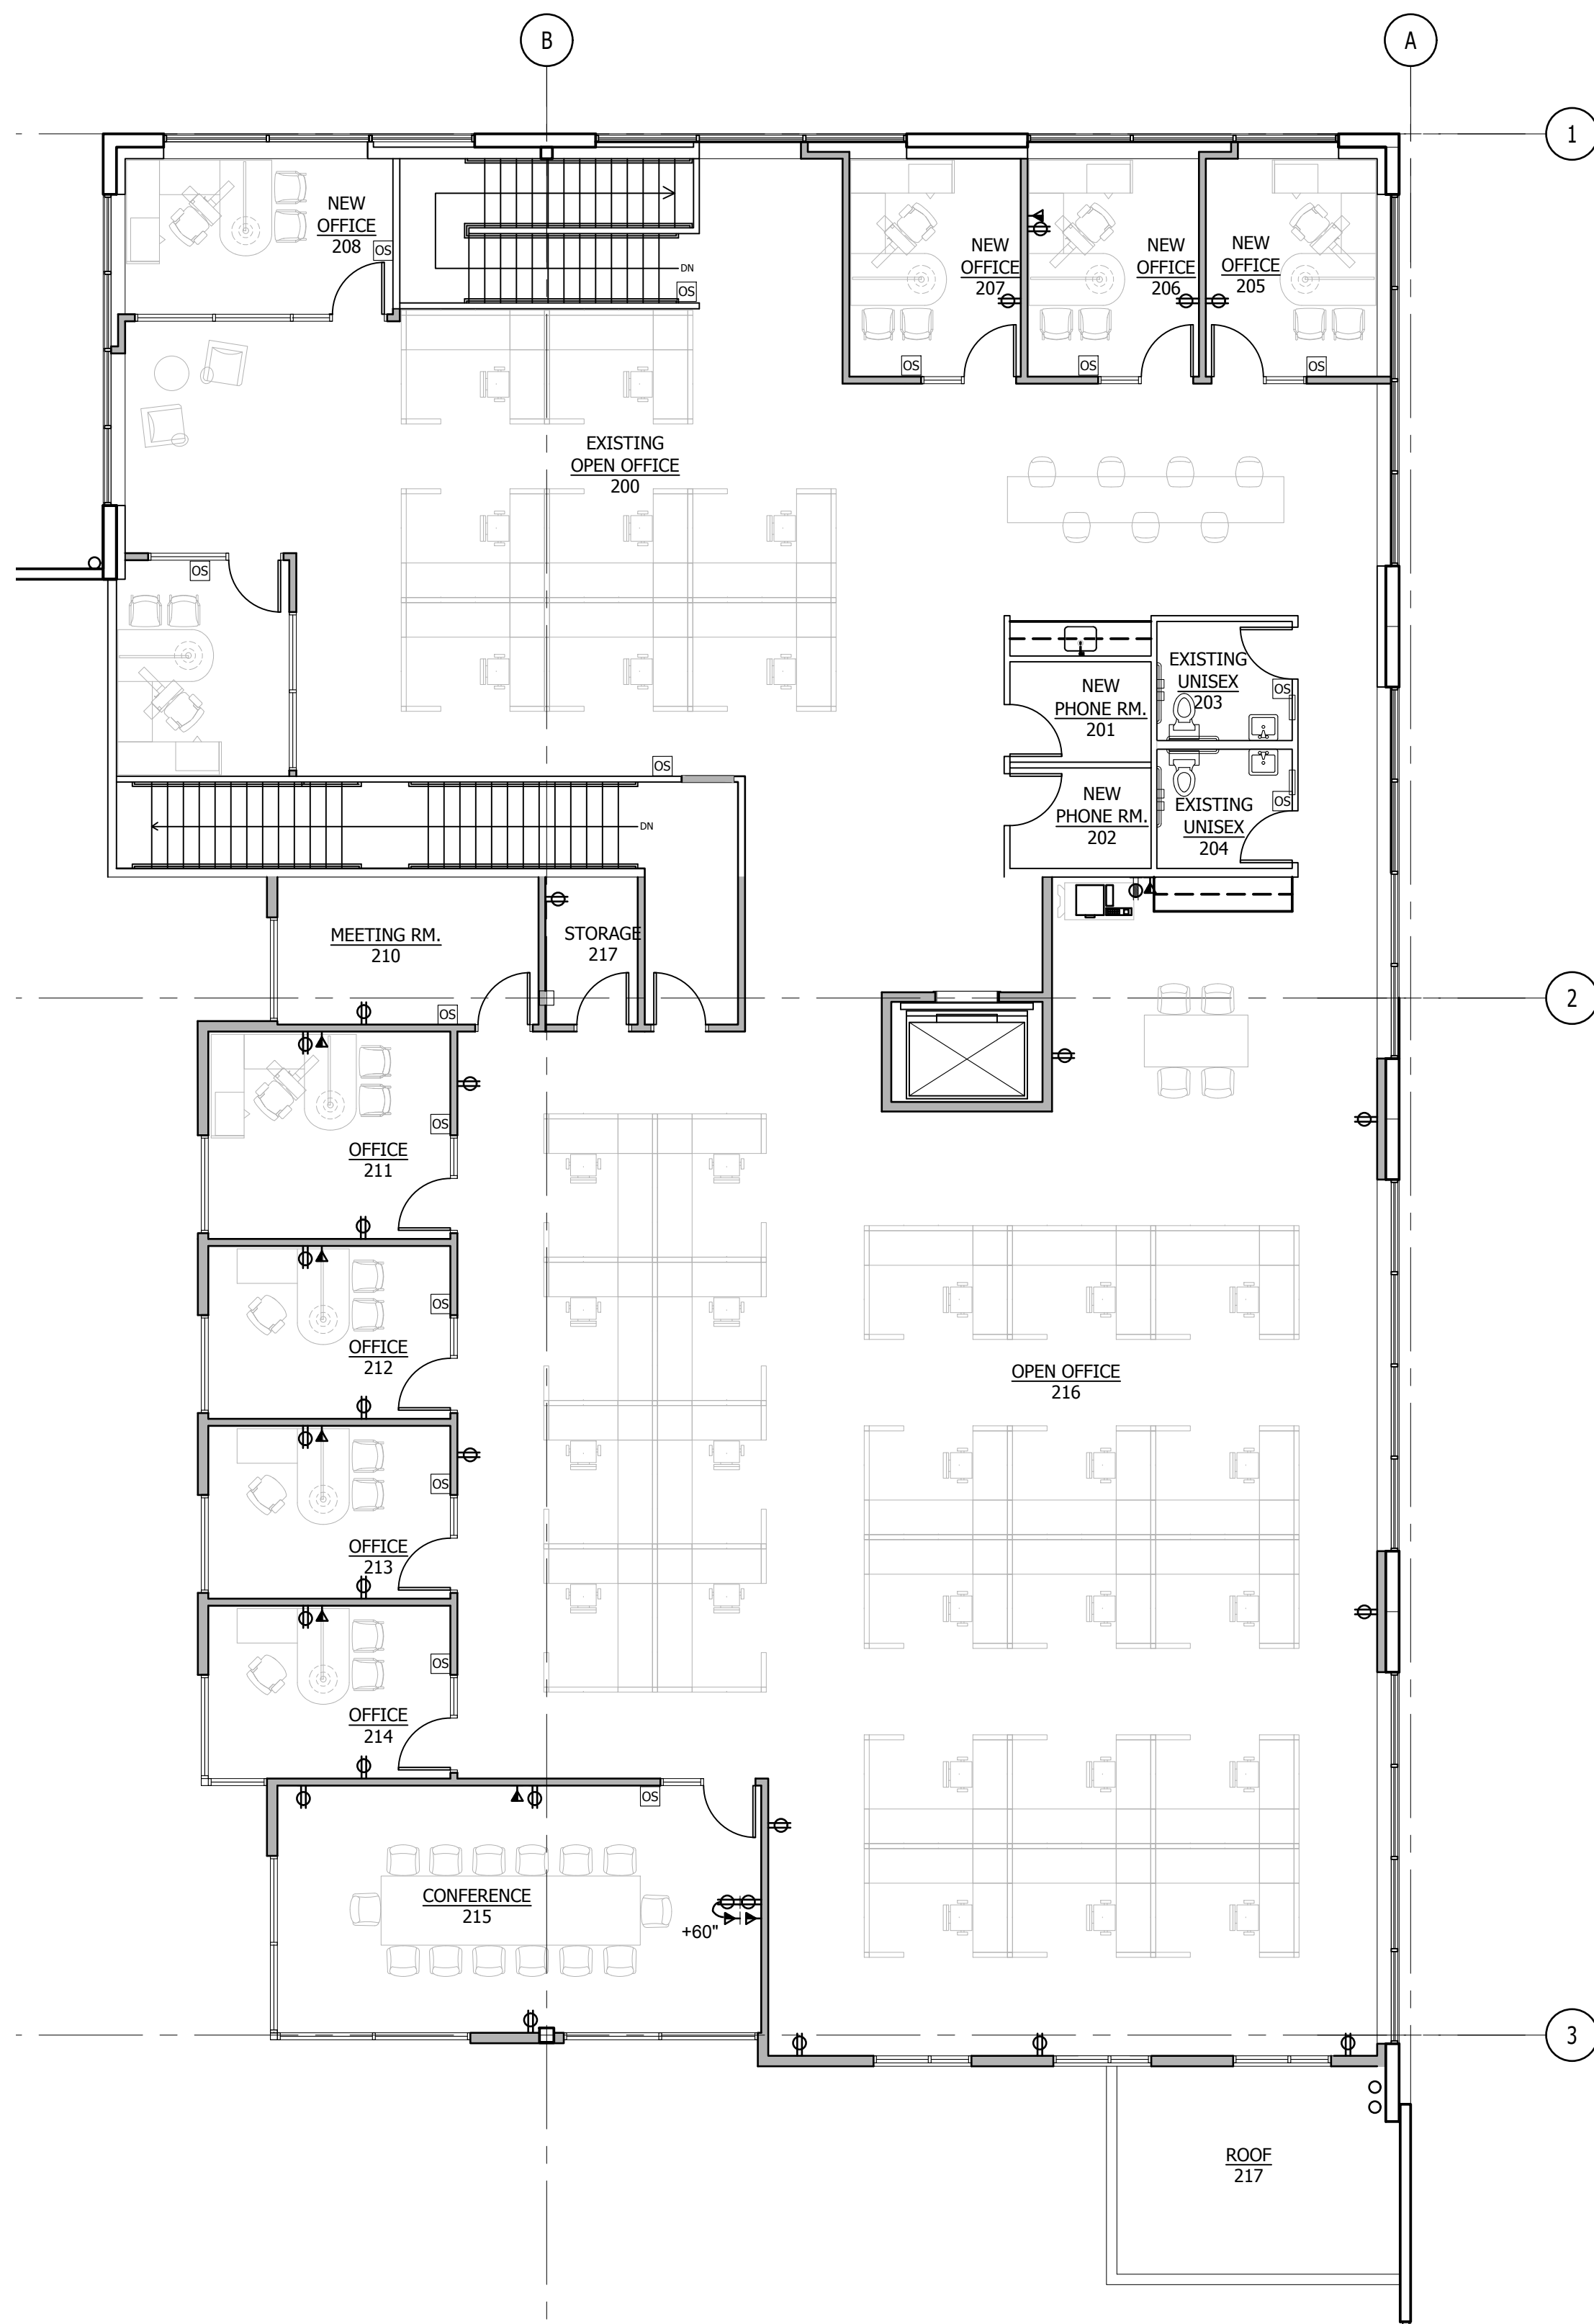 B
A
1
NEW
OFFICE
208
OS
DN
OS
NEW
OFFICE
207
OS
NEW
OFFICE
206
OS
NEW
OFFICE
205
OS
EXISTING
OPEN OFFICE
200
OS
EXISTING
UNISEX
203
OS
NEW
PHONE RM.
201
OS
DN
NEW
PHONE RM.
202
EXISTING
UNISEX
204
OS
MEETING RM.
210
OS
STORAGE
217
2
OFFICE
211
OS
OFFICE
212
OS
OPEN OFFICE
216
OFFICE
213
OS
OFFICE
214
OS
OS
CONFERENCE
215
+60"
3
ROOF
217